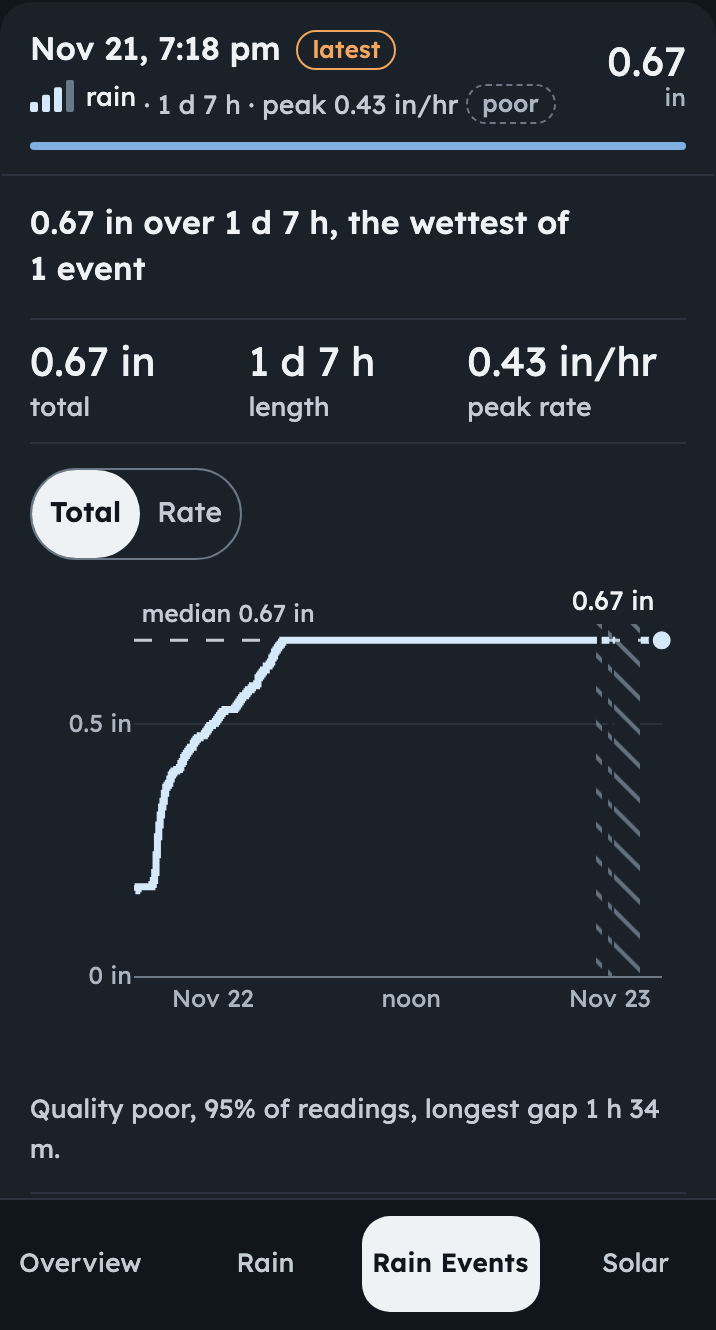 Nov 21, 7:18 pm latest
0.67
rain · 1 d 7 h · peak 0.43 in/hr poor
in
0.67 in over 1 d 7 h, the wettest of
1 event
0.67 in 1 d 7 h 0.43 in/hr
total length peak rate
Total Rate
0.67 in
median 0.67 in
0.5 in
0 in
Nov 22 noon Nov 23
Quality poor, 95% of readings, longest gap 1 h 34
m.
Overview Rain Rain Events Solar